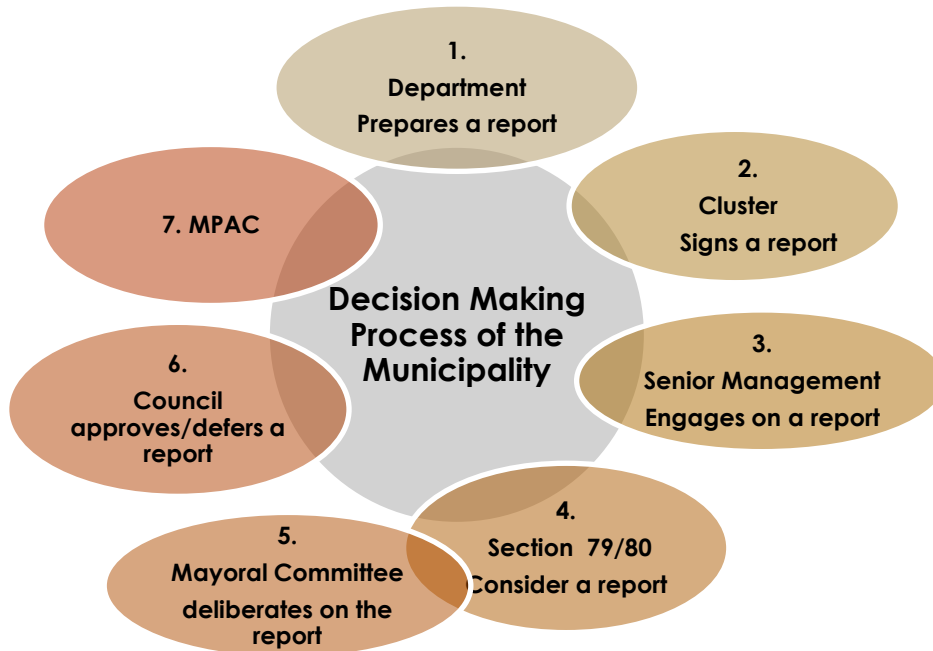 1.
Department
Prepares a report
2.
Cluster
Signs a report
3.
Senior Management
Engages on a report
4.
Section 79/80
Consider a report
5.
Mayoral Committee
deliberates on the
report
6.
Council
approves/defers a
report
7. MPAC
Decision Making
Process of the
Municipality